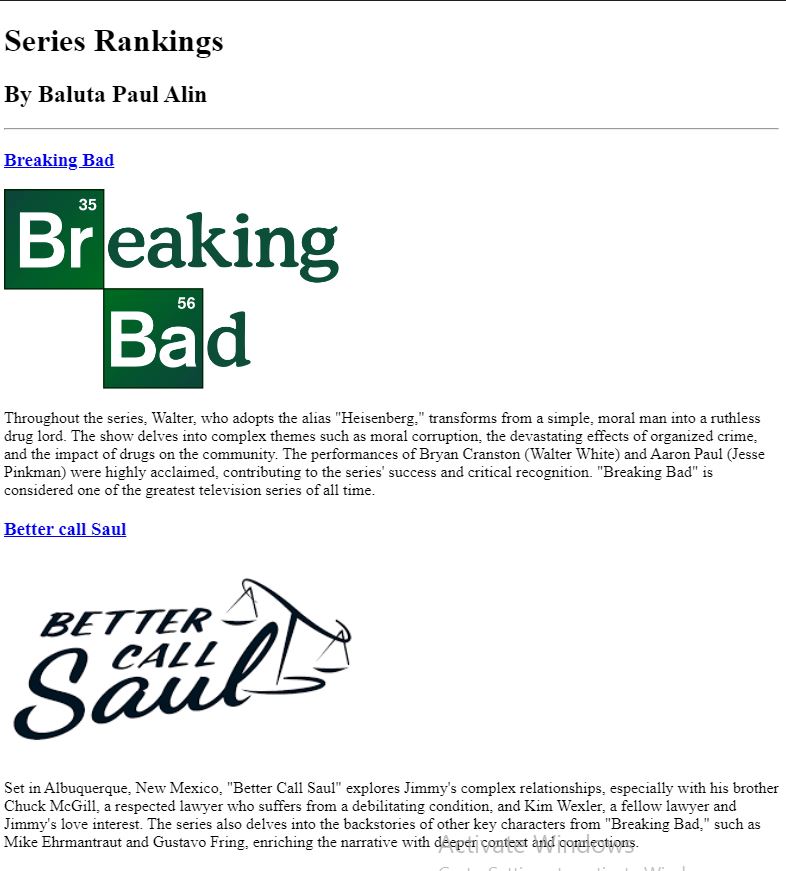 Series Rankings
By Baluta Paul Alin
Breaking Bad
35
Breaking
56
Bad
Throughout the series, Walter, who adopts the alias "Heisenberg," transforms from a simple, moral man into a ruthless
drug lord. The show delves into complex themes such as moral corruption, the devastating effects of organized crime,
and the impact of drugs on the community. The performances of Bryan Cranston (Walter White) and Aaron Paul (Jesse
Pinkman) were highly acclaimed, contributing to the series' success and critical recognition. "Breaking Bad" is
considered one of the greatest television series of all time.
Better call Saul
BETTER
CALL
Saul
Set in Albuquerque, New Mexico, "Better Call Saul" explores Jimmy's complex relationships, especially with his brother
Chuck McGill, a respected lawyer who suffers from a debilitating condition, and Kim Wexler, a fellow lawyer and
Jimmy's love interest. The series also delves into the backstories of other key characters from "Breaking Bad," such as
Mike Ehrmantraut and Gustavo Fring, enriching the narrative with deeper context and connections.
Activate Windows